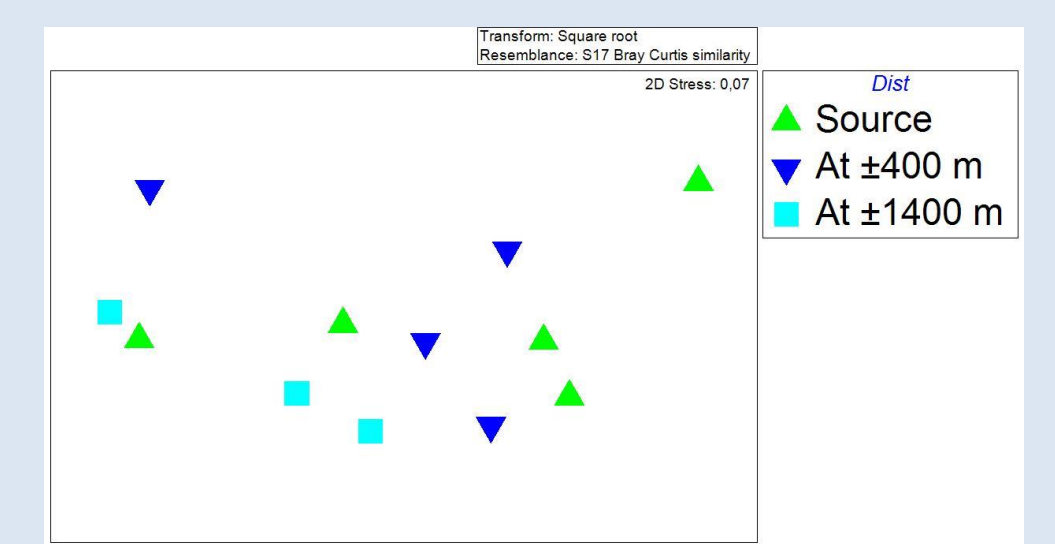 Transform: Square root
Resemblance: S17 Bray Curtis similarity
2D Stress: 0,07
Dist
Source
At ±400 m
At ±1400 m